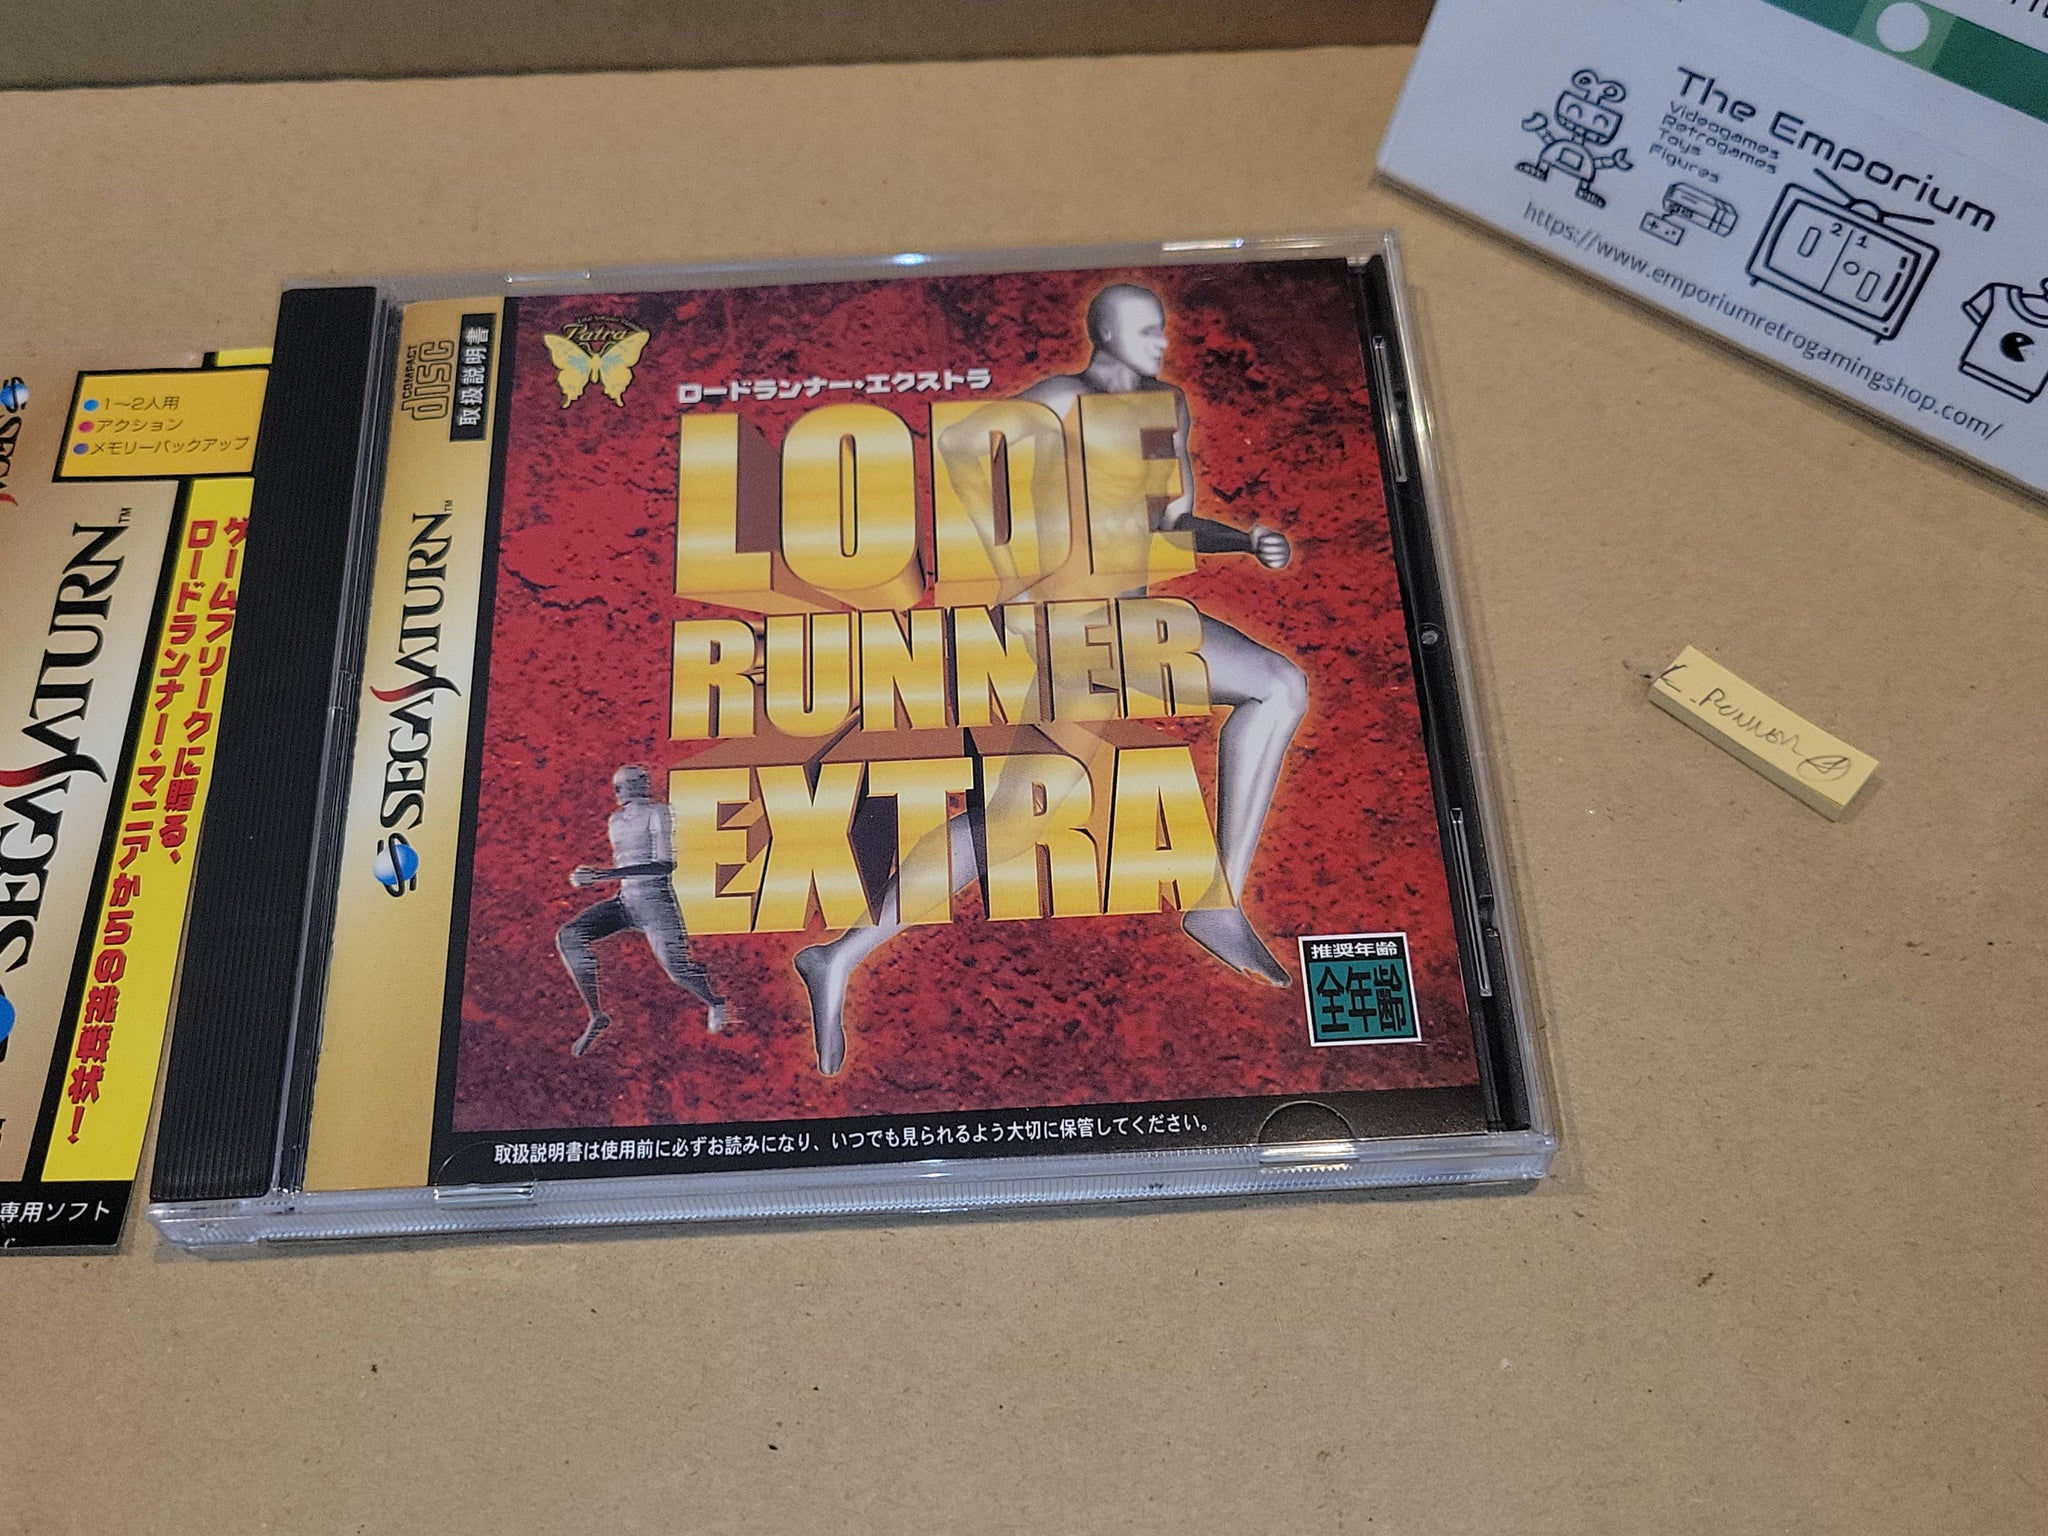 SEGA SATURN™
1〜2人用
アクション
メモリーバックアップ
ゲームフリークに贈る、
ロードランナー・マニアからの挑戦状!
専用ソフト
COMPACT
disc
取扱説明書
SEGA SATURN™
Patra
ロードランナー・エクストラ
LODE
RUNNER
EXTRA
推奨年齢
全年齢
取扱説明書は使用前に必ずお読みになり、いつでも見られるよう大切に保管してください。
The Emporium
Videogames
Retrogames
Toys
Figures
2 1
https://www.emporiumretrogamingshop.com/
L_RUNNER